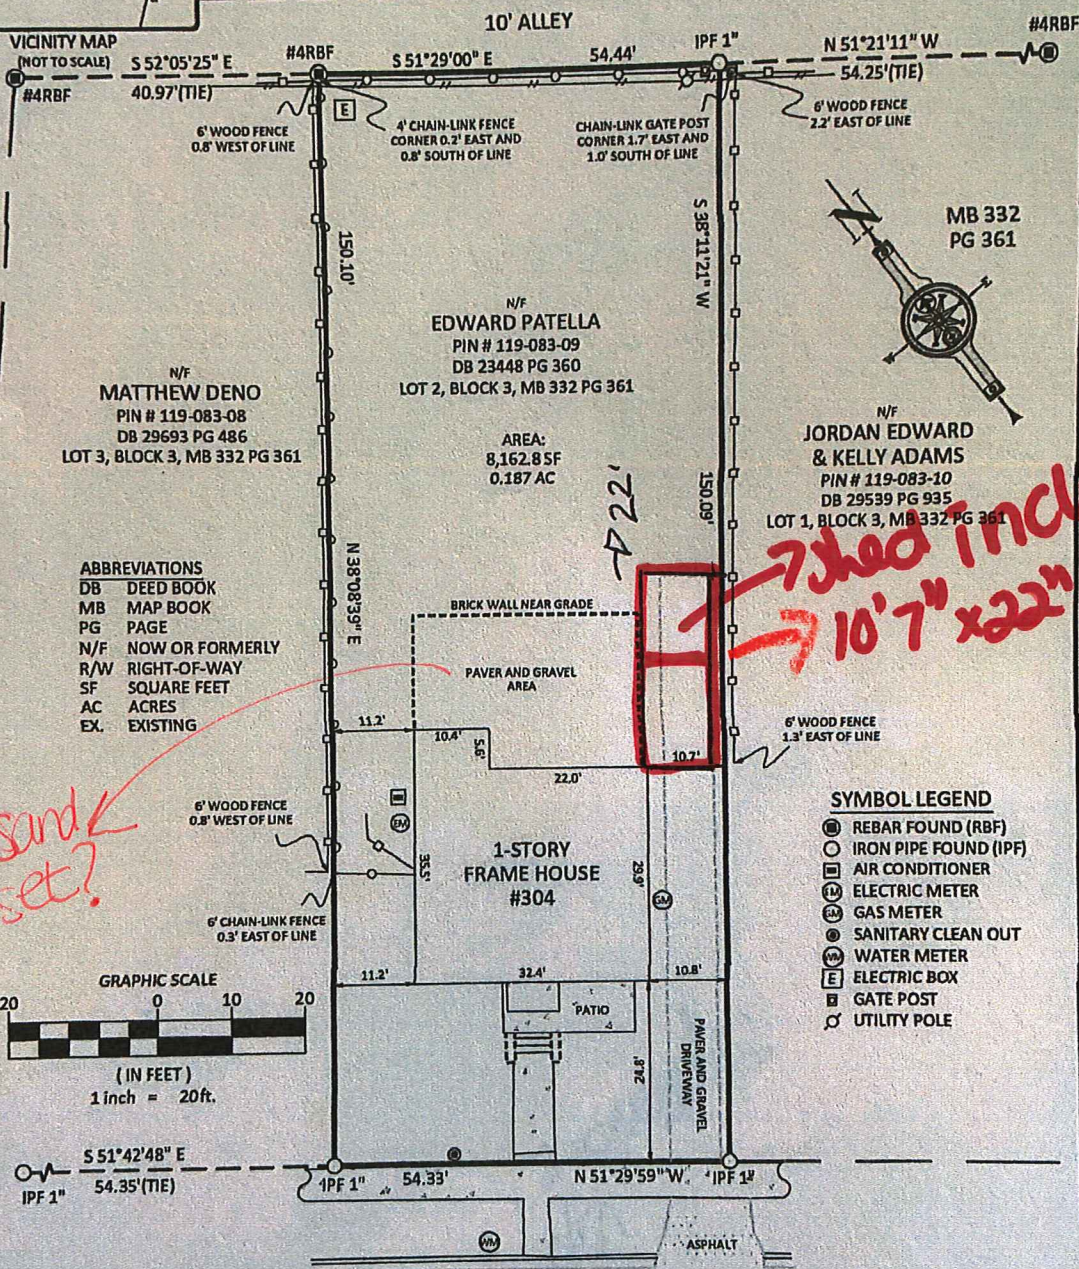 VICINITY MAP
(NOT TO SCALE)
10' ALLEY
#4RBF
S 52°05'25" E
40.97'(TIE)
#4RBF
S 51°29'00" E
54.44'
IPF 1"
N 51°21'11" W
54.25'(TIE)
#4RBF
6' WOOD FENCE
0.8' WEST OF LINE
E
4' CHAIN-LINK FENCE
CORNER 0.2' EAST AND
0.8' SOUTH OF LINE
CHAIN-LINK GATE POST
CORNER 1.7' EAST AND
1.0' SOUTH OF LINE
6' WOOD FENCE
2.2' EAST OF LINE
N
MB 332
PG 361
150.10'
S 38°11'21" W
N/F
EDWARD PATELLA
PIN # 119-083-09
DB 23448 PG 360
LOT 2, BLOCK 3, MB 332 PG 361
AREA:
8,162.8 SF
0.187 AC
N/F
MATTHEW DENO
PIN # 119-083-08
DB 29693 PG 486
LOT 3, BLOCK 3, MB 332 PG 361
N/F
JORDAN EDWARD
& KELLY ADAMS
PIN # 119-083-10
DB 29539 PG 935
LOT 1, BLOCK 3, MB 332 PG 361
22'
150.09'
shed incl
10'7" x22"
N 38°08'39" E
ABBREVIATIONS
DB DEED BOOK
MB MAP BOOK
PG PAGE
N/F NOW OR FORMERLY
R/W RIGHT-OF-WAY
SF SQUARE FEET
AC ACRES
EX. EXISTING
BRICK WALL NEAR GRADE
PAVER AND GRAVEL
AREA
11.2'
10.4'
5.6'
22.0'
10.7'
6' WOOD FENCE
1.3' EAST OF LINE
sand
set?
6' WOOD FENCE
0.8' WEST OF LINE
EM
35.5'
1-STORY
FRAME HOUSE
#304
29.9'
GM
6' CHAIN-LINK FENCE
0.3' EAST OF LINE
SYMBOL LEGEND
REBAR FOUND (RBF)
IRON PIPE FOUND (IPF)
AIR CONDITIONER
EM ELECTRIC METER
GM GAS METER
SANITARY CLEAN OUT
WM WATER METER
E ELECTRIC BOX
GATE POST
UTILITY POLE
GRAPHIC SCALE
20 0 10 20
( IN FEET )
1 inch = 20ft.
11.2'
32.4'
10.8'
PATIO
24.8'
PAVER AND GRAVEL
DRIVEWAY
S 51°42'48" E
54.35'(TIE)
IPF 1"
IPF 1"
54.33'
N 51°29'59" W
IPF 1"
WM
ASPHALT